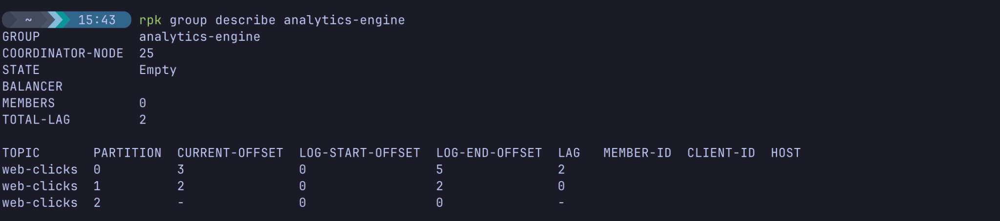 ~ 15:43 rpk group describe analytics-engine
GROUP analytics-engine
COORDINATOR-NODE 25
STATE Empty
BALANCER
MEMBERS 0
TOTAL-LAG 2
TOPIC PARTITION CURRENT-OFFSET LOG-START-OFFSET LOG-END-OFFSET LAG MEMBER-ID CLIENT-ID HOST
web-clicks 0 3 0 5 2
web-clicks 1 2 0 2 0
web-clicks 2 - 0 0 -